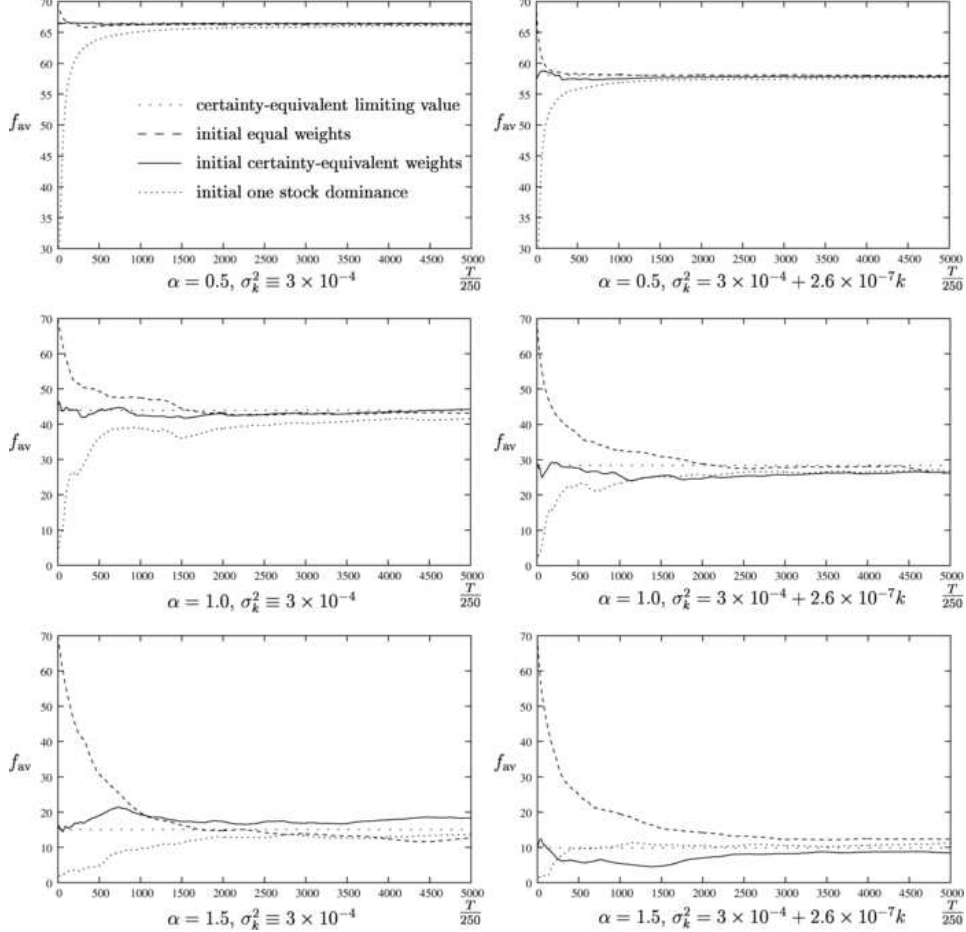 70
65
60
55
50
45
40
35
30
f_av
certainty-equivalent limiting value
initial equal weights
initial certainty-equivalent weights
initial one stock dominance
0 500 1000 1500 2000 2500 3000 3500 4000 4500 5000
α = 0.5, σ_k^2 ≡ 3 × 10^{-4}
T/250
70
65
60
55
50
45
40
35
30
f_av
0 500 1000 1500 2000 2500 3000 3500 4000 4500 5000
α = 0.5, σ_k^2 = 3 × 10^{-4} + 2.6 × 10^{-7}k
T/250
70
60
50
40
30
20
10
0
f_av
0 500 1000 1500 2000 2500 3000 3500 4000 4500 5000
α = 1.0, σ_k^2 ≡ 3 × 10^{-4}
T/250
70
60
50
40
30
20
10
0
f_av
0 500 1000 1500 2000 2500 3000 3500 4000 4500 5000
α = 1.0, σ_k^2 = 3 × 10^{-4} + 2.6 × 10^{-7}k
T/250
70
60
50
40
30
20
10
0
f_av
0 500 1000 1500 2000 2500 3000 3500 4000 4500 5000
α = 1.5, σ_k^2 ≡ 3 × 10^{-4}
T/250
70
60
50
40
30
20
10
0
f_av
0 500 1000 1500 2000 2500 3000 3500 4000 4500 5000
α = 1.5, σ_k^2 = 3 × 10^{-4} + 2.6 × 10^{-7}k
T/250